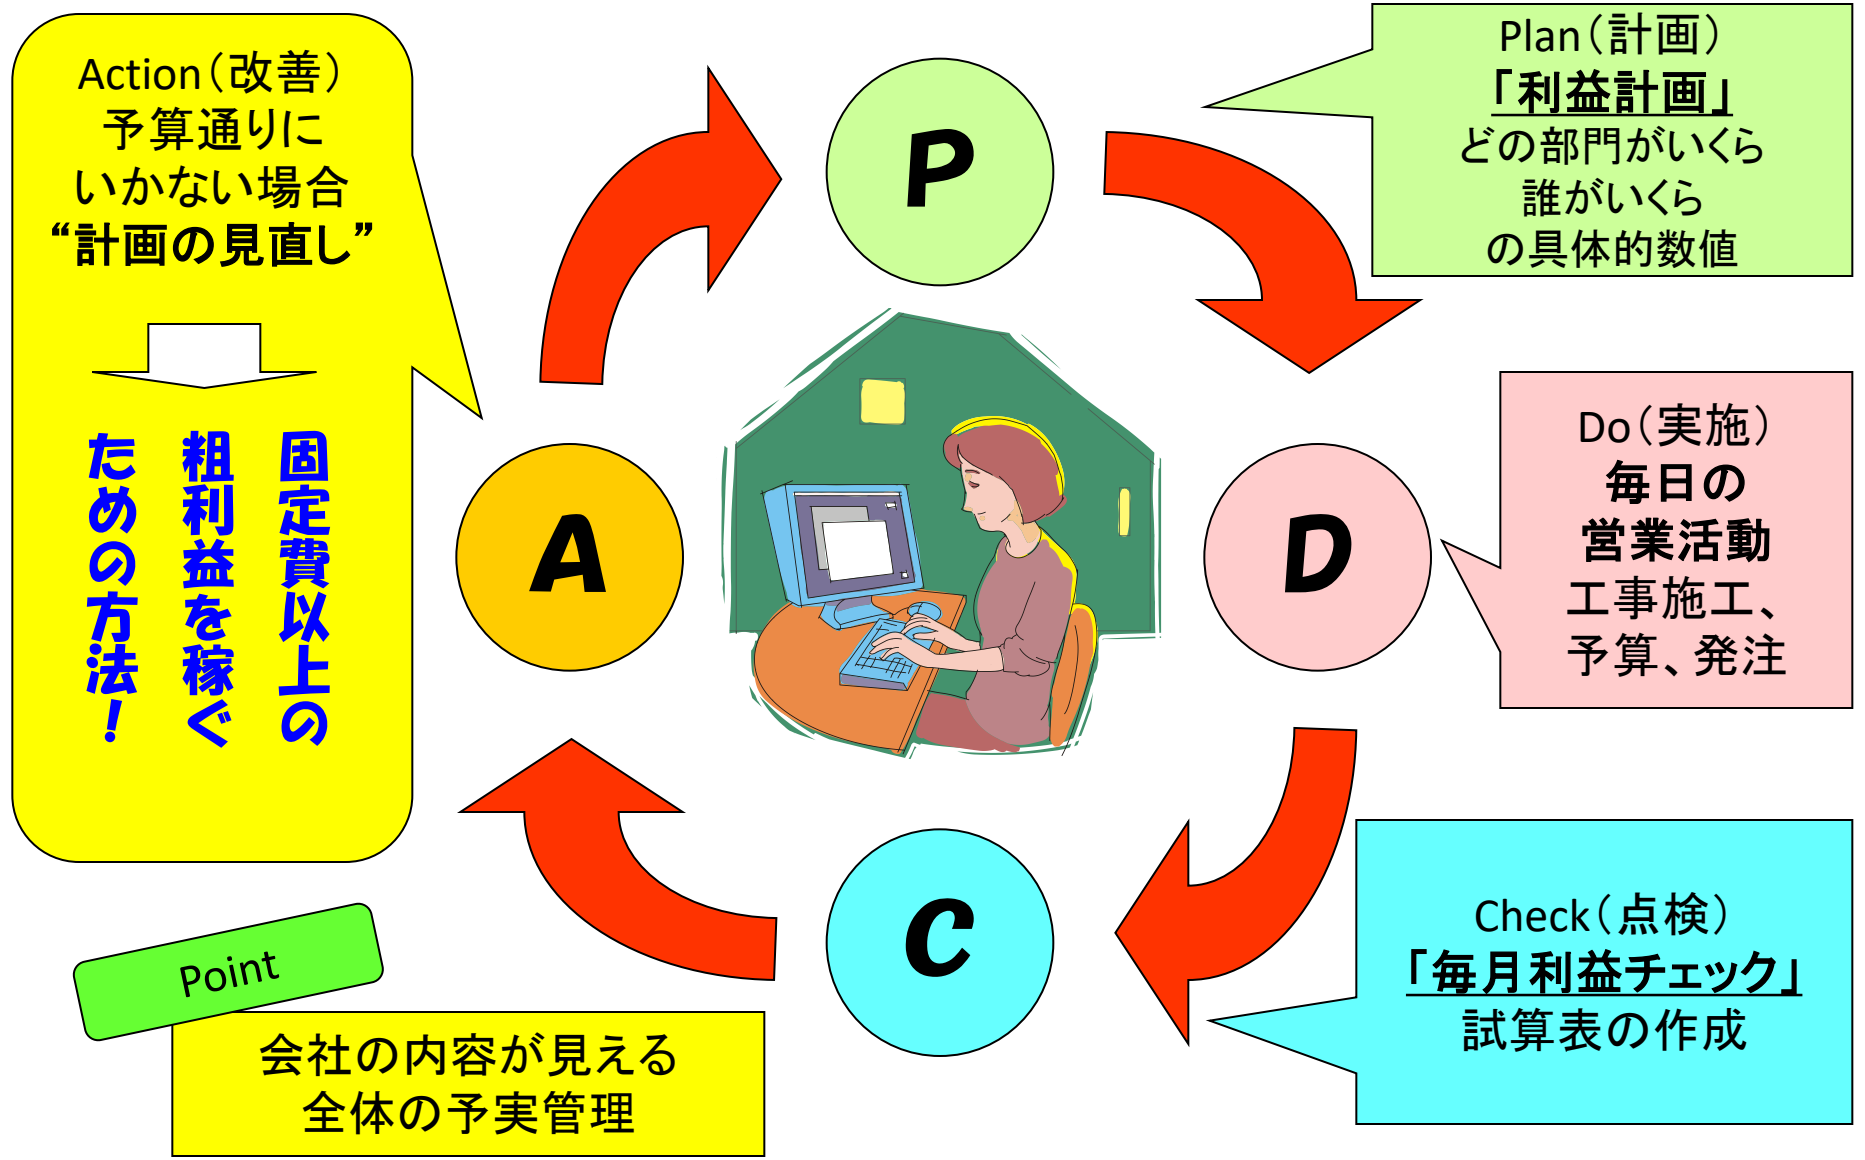 Plan（計画）
「利益計画」
どの部門がいくら
誰がいくら
の具体的数値
P
Do（実施）
毎日の
営業活動
工事施工、
予算、発注
D
Check（点検）
「毎月利益チェック」
試算表の作成
C
Action（改善）
予算通りに
いかない場合
“計画の見直し”
固定費以上の
粗利益を稼ぐ
ための方法！
A
Point
会社の内容が見える
全体の予実管理